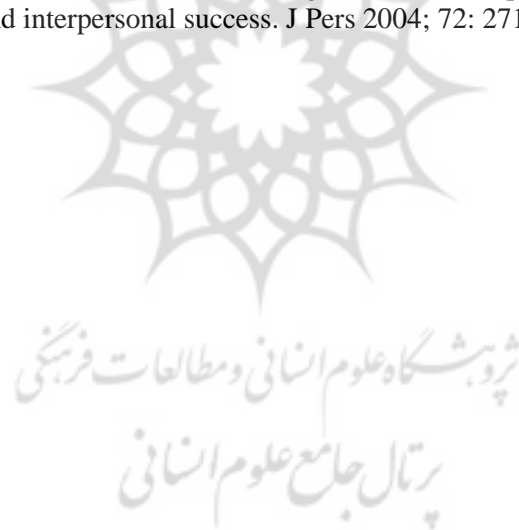 d interpersonal success. J Pers 2004; 72: 271
پژوهشگاه علوم انسانی و مطالعات فرهنگی
پرتال جامع علوم انسانی